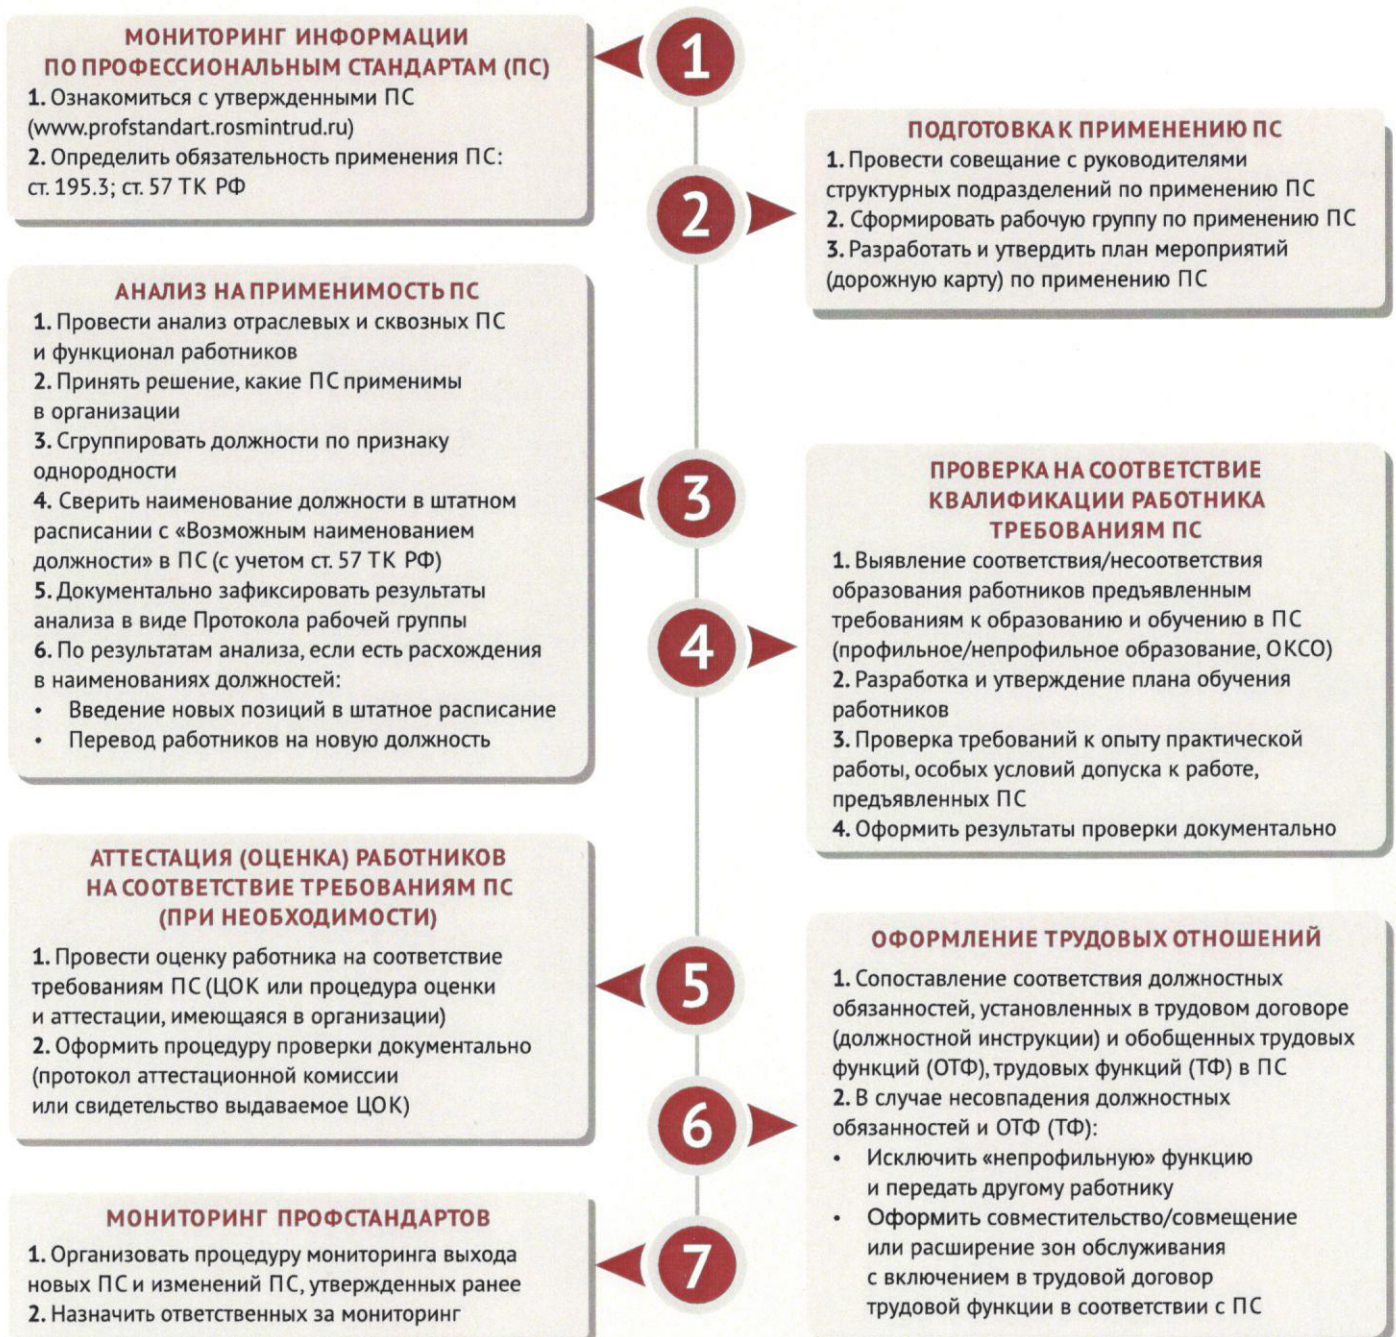 МОНИТОРИНГ ИНФОРМАЦИИ
ПО ПРОФЕССИОНАЛЬНЫМ СТАНДАРТАМ (ПС)
1. Ознакомиться с утвержденными ПС
(www.profstandart.rosmintrud.ru)
2. Определить обязательность применения ПС:
ст. 195.3; ст. 57 ТК РФ
1
ПОДГОТОВКА К ПРИМЕНЕНИЮ ПС
1. Провести совещание с руководителями
структурных подразделений по применению ПС
2. Сформировать рабочую группу по применению ПС
3. Разработать и утвердить план мероприятий
(дорожную карту) по применению ПС
2
АНАЛИЗ НА ПРИМЕНИМОСТЬ ПС
1. Провести анализ отраслевых и сквозных ПС
и функционал работников
2. Принять решение, какие ПС применимы
в организации
3. Сгруппировать должности по признаку
однородности
4. Сверить наименование должности в штатном
расписании с «Возможным наименованием
должности» в ПС (с учетом ст. 57 ТК РФ)
5. Документально зафиксировать результаты
анализа в виде Протокола рабочей группы
6. По результатам анализа, если есть расхождения
в наименованиях должностей:
• Введение новых позиций в штатное расписание
• Перевод работников на новую должность
3
ПРОВЕРКА НА СООТВЕТСТВИЕ
КВАЛИФИКАЦИИ РАБОТНИКА
ТРЕБОВАНИЯМ ПС
1. Выявление соответствия/несоответствия
образования работников предъявленным
требованиям к образованию и обучению в ПС
(профильное/непрофильное образование, ОКСО)
2. Разработка и утверждение плана обучения
работников
3. Проверка требований к опыту практической
работы, особых условий допуска к работе,
предъявленных ПС
4. Оформить результаты проверки документально
4
АТТЕСТАЦИЯ (ОЦЕНКА) РАБОТНИКОВ
НА СООТВЕТСТВИЕ ТРЕБОВАНИЯМ ПС
(ПРИ НЕОБХОДИМОСТИ)
1. Провести оценку работника на соответствие
требованиям ПС (ЦОК или процедура оценки
и аттестации, имеющаяся в организации)
2. Оформить процедуру проверки документально
(протокол аттестационной комиссии
или свидетельство выдаваемое ЦОК)
5
ОФОРМЛЕНИЕ ТРУДОВЫХ ОТНОШЕНИЙ
1. Сопоставление соответствия должностных
обязанностей, установленных в трудовом договоре
(должностной инструкции) и обобщенных трудовых
функций (ОТФ), трудовых функций (ТФ) в ПС
2. В случае несовпадения должностных
обязанностей и ОТФ (ТФ):
• Исключить «непрофильную» функцию
и передать другому работнику
• Оформить совместительство/совмещение
или расширение зон обслуживания
с включением в трудовой договор
трудовой функции в соответствии с ПС
6
МОНИТОРИНГ ПРОФСТАНДАРТОВ
1. Организовать процедуру мониторинга выхода
новых ПС и изменений ПС, утвержденных ранее
2. Назначить ответственных за мониторинг
7